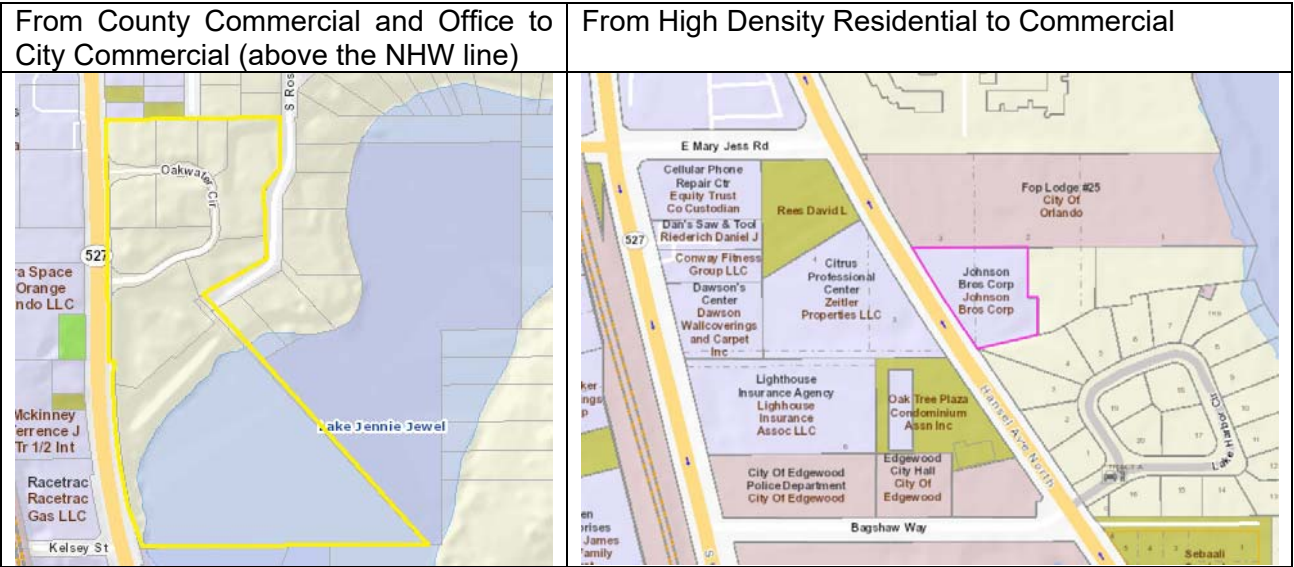 From County Commercial and Office to
City Commercial (above the NHW line)
From High Density Residential to Commercial
S Ros
Oakwater Cir
527
ra Space
Orange
ndo LLC
Mckinney
errence J
Tr 1/2 Int
Lake Jennie Jewel
Racetrac
Racetrac
Gas LLC
Kelsey St
E Mary Jess Rd
Cellular Phone
Repair Ctr
Equity Trust
Co Custodian
Rees David L
Fop Lodge #25
City Of
Orlando
Dan's Saw & Tool
Riederich Daniel J
527
Conway Fitness
Group LLC
Citrus
Professional
Center
Zeitler
Properties LLC
Johnson
Bros Corp
Johnson
Bros Corp
Dawson's
Center
Dawson
Wallcoverings
and Carpet
Inc
Lighthouse
Insurance Agency
Lighhouse
Insurance
Assoc LLC
Oak Tree Plaza
Condominium
Assn Inc
Hansel Ave North
Lake Harbor Cir
City Of Edgewood
Police Department
City Of Edgewood
Edgewood
City Hall
City Of
Edgewood
TRACT A
Bagshaw Way
Sebaali